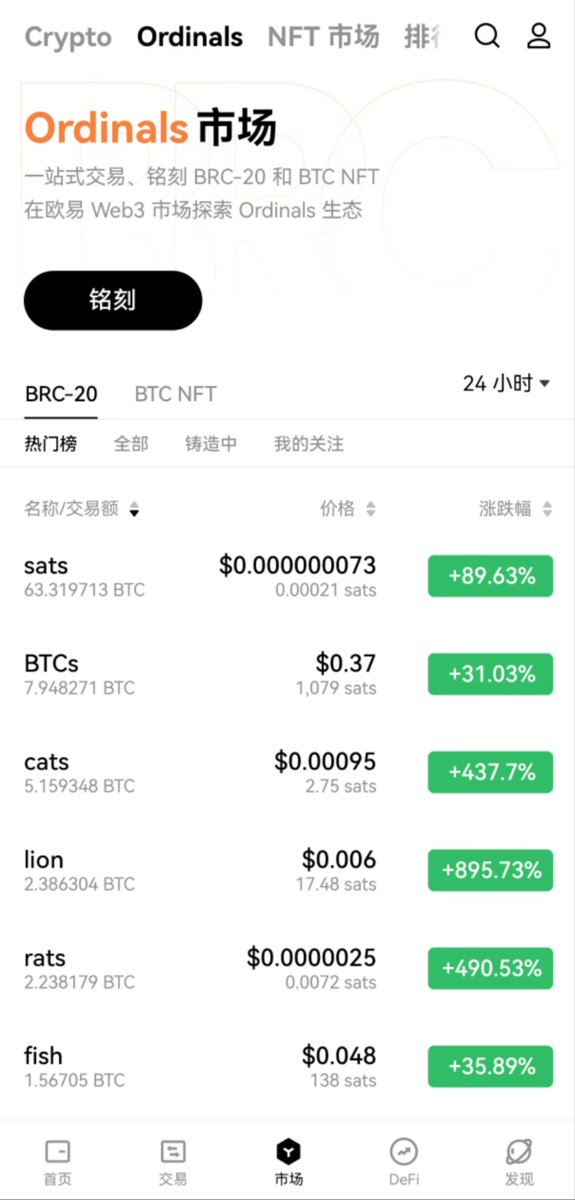 Crypto Ordinals NFT 市场
Ordinals 市场
一站式交易、铭刻 BRC-20 和 BTC NFT
在欧易 Web3 市场探索 Ordinals 生态
铭刻
BRC-20 BTC NFT 24 小时
热门榜 全部 铸造中 我的关注
名称/交易额 价格 涨跌幅
sats $0.000000073 +89.63%
63.319713 BTC 0.00021 sats
BTCs $0.37 +31.03%
7.948271 BTC 1,079 sats
cats $0.00095 +437.7%
5.159348 BTC 2.75 sats
lion $0.006 +895.73%
2.386304 BTC 17.48 sats
rats $0.0000025 +490.53%
2.238179 BTC 0.0072 sats
fish $0.048 +35.89%
1.56705 BTC 138 sats
首页 交易 市场 DeFi 发现